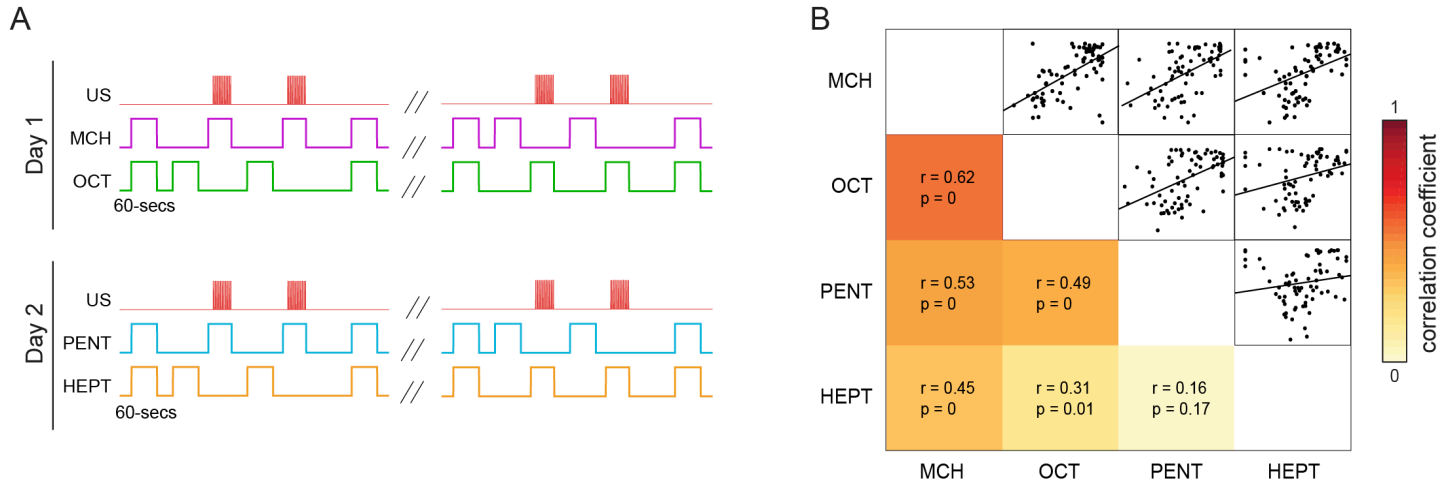 A
Day 1
US
MCH
OCT
60-secs
Day 2
US
PENT
HEPT
60-secs
B
MCH
OCT
r = 0.62
p = 0
PENT
r = 0.53
p = 0
r = 0.49
p = 0
HEPT
r = 0.45
p = 0
r = 0.31
p = 0.01
r = 0.16
p = 0.17
MCH
OCT
PENT
HEPT
1
correlation coefficient
0